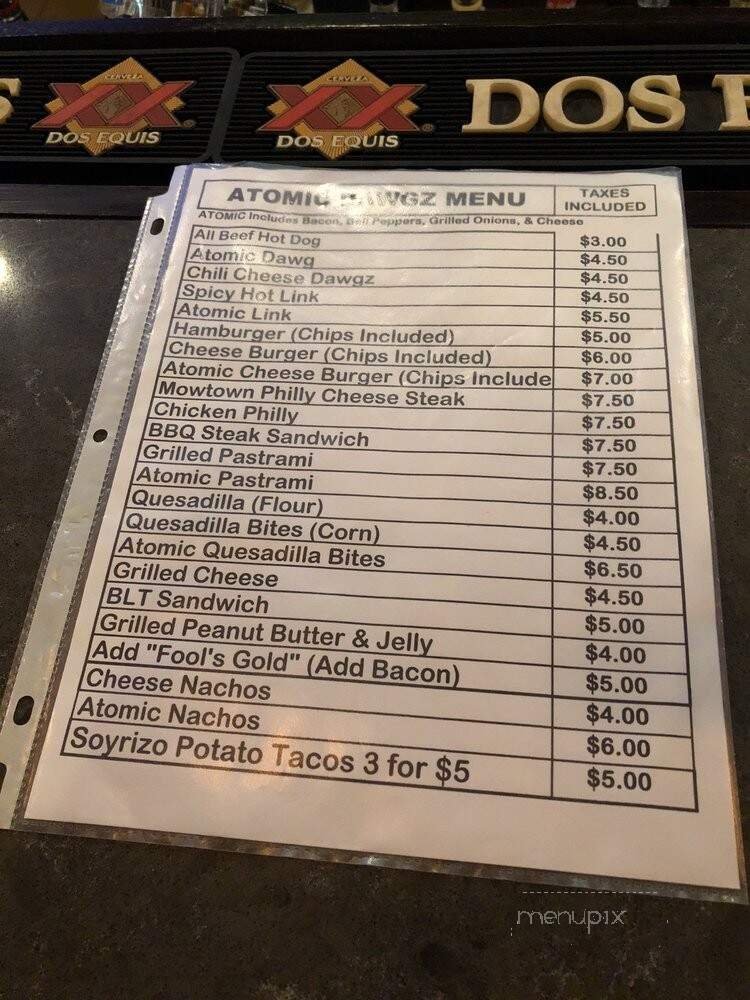 CERVEZA
XX
DOS EQUIS
CERVEZA
XX
DOS EQUIS
DOS
ATOMIC MENU
TAXES INCLUDED
ATOMIC Includes Bacon, Bell Peppers, Grilled Onions, & Cheese
All Beef Hot Dog $3.00
Atomic Dawg $4.50
Chili Cheese Dawgz $4.50
Spicy Hot Link $4.50
Atomic Link $5.50
Hamburger (Chips Included) $5.00
Cheese Burger (Chips Included) $6.00
Atomic Cheese Burger (Chips Include $7.00
Mowtown Philly Cheese Steak $7.50
Chicken Philly $7.50
BBQ Steak Sandwich $7.50
Grilled Pastrami $7.50
Atomic Pastrami $8.50
Quesadilla (Flour) $4.00
Quesadilla Bites (Corn) $4.50
Atomic Quesadilla Bites $6.50
Grilled Cheese $4.50
BLT Sandwich $5.00
Grilled Peanut Butter & Jelly $4.00
Add "Fool's Gold" (Add Bacon) $5.00
Cheese Nachos $4.00
Atomic Nachos $6.00
Soyrizo Potato Tacos 3 for $5 $5.00
menupix